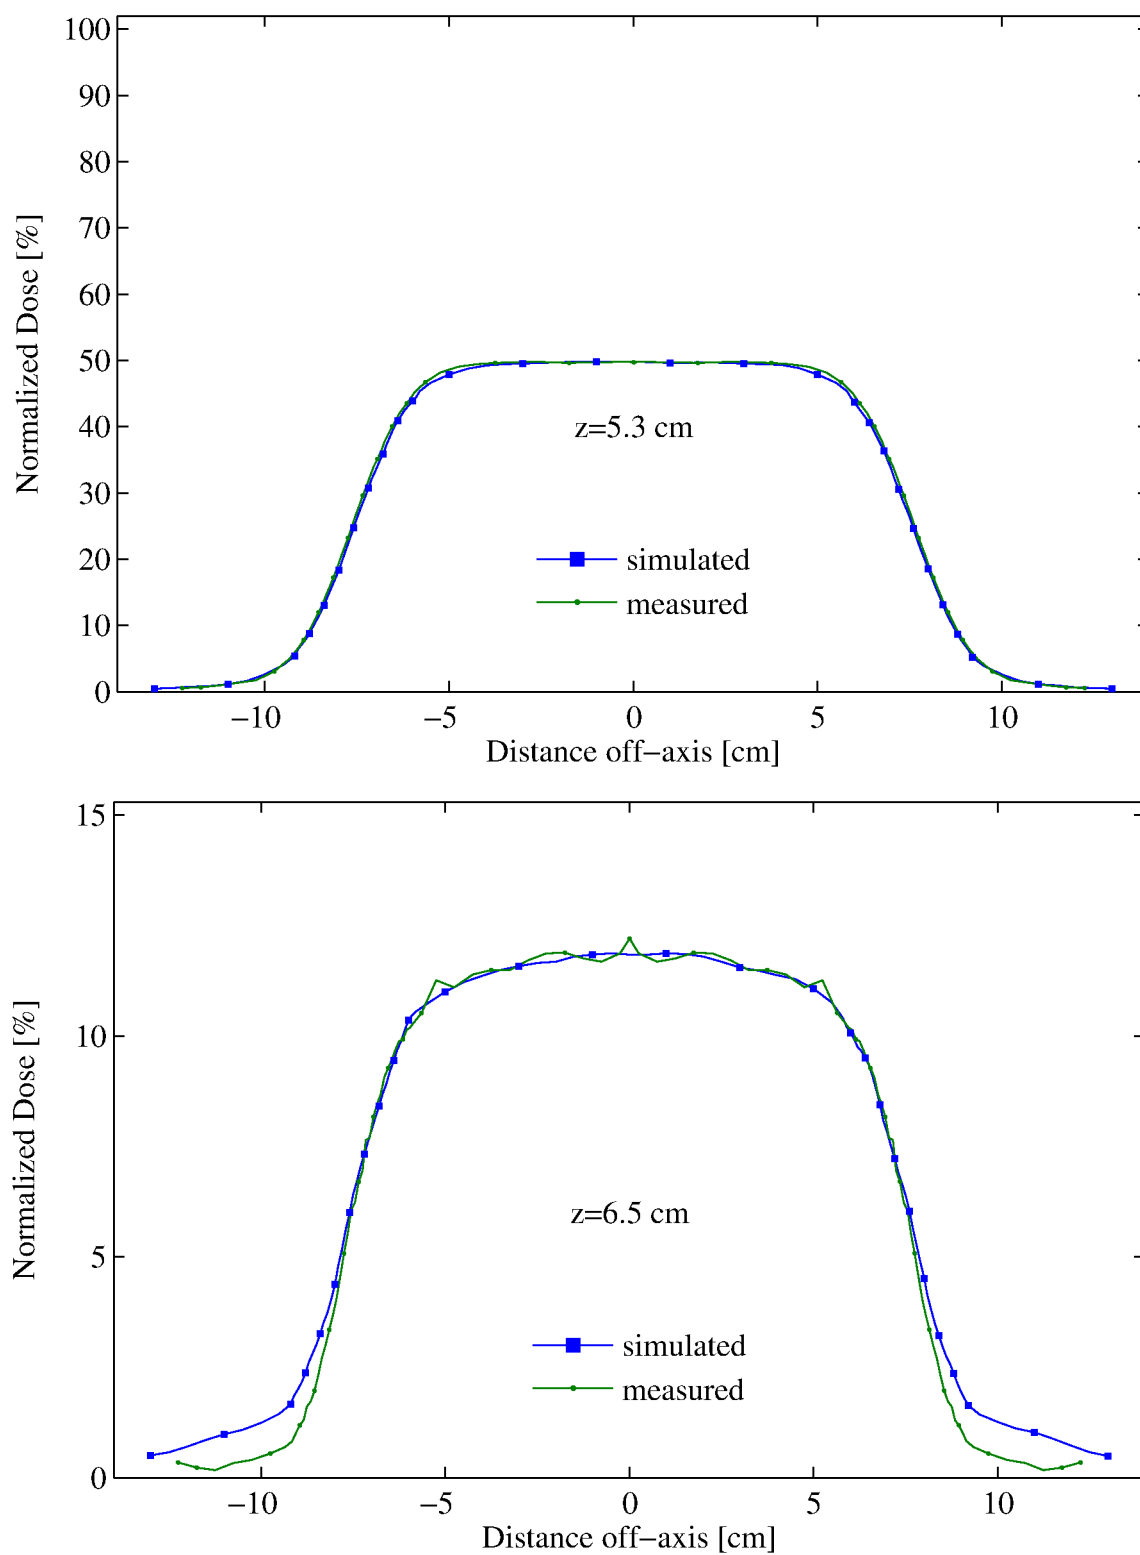 100
90
80
70
60
50
40
30
20
10
0
Normalized Dose [%]
z=5.3 cm
simulated
measured
−10
−5
0
5
10
Distance off−axis [cm]
15
10
5
0
Normalized Dose [%]
z=6.5 cm
simulated
measured
−10
−5
0
5
10
Distance off−axis [cm]